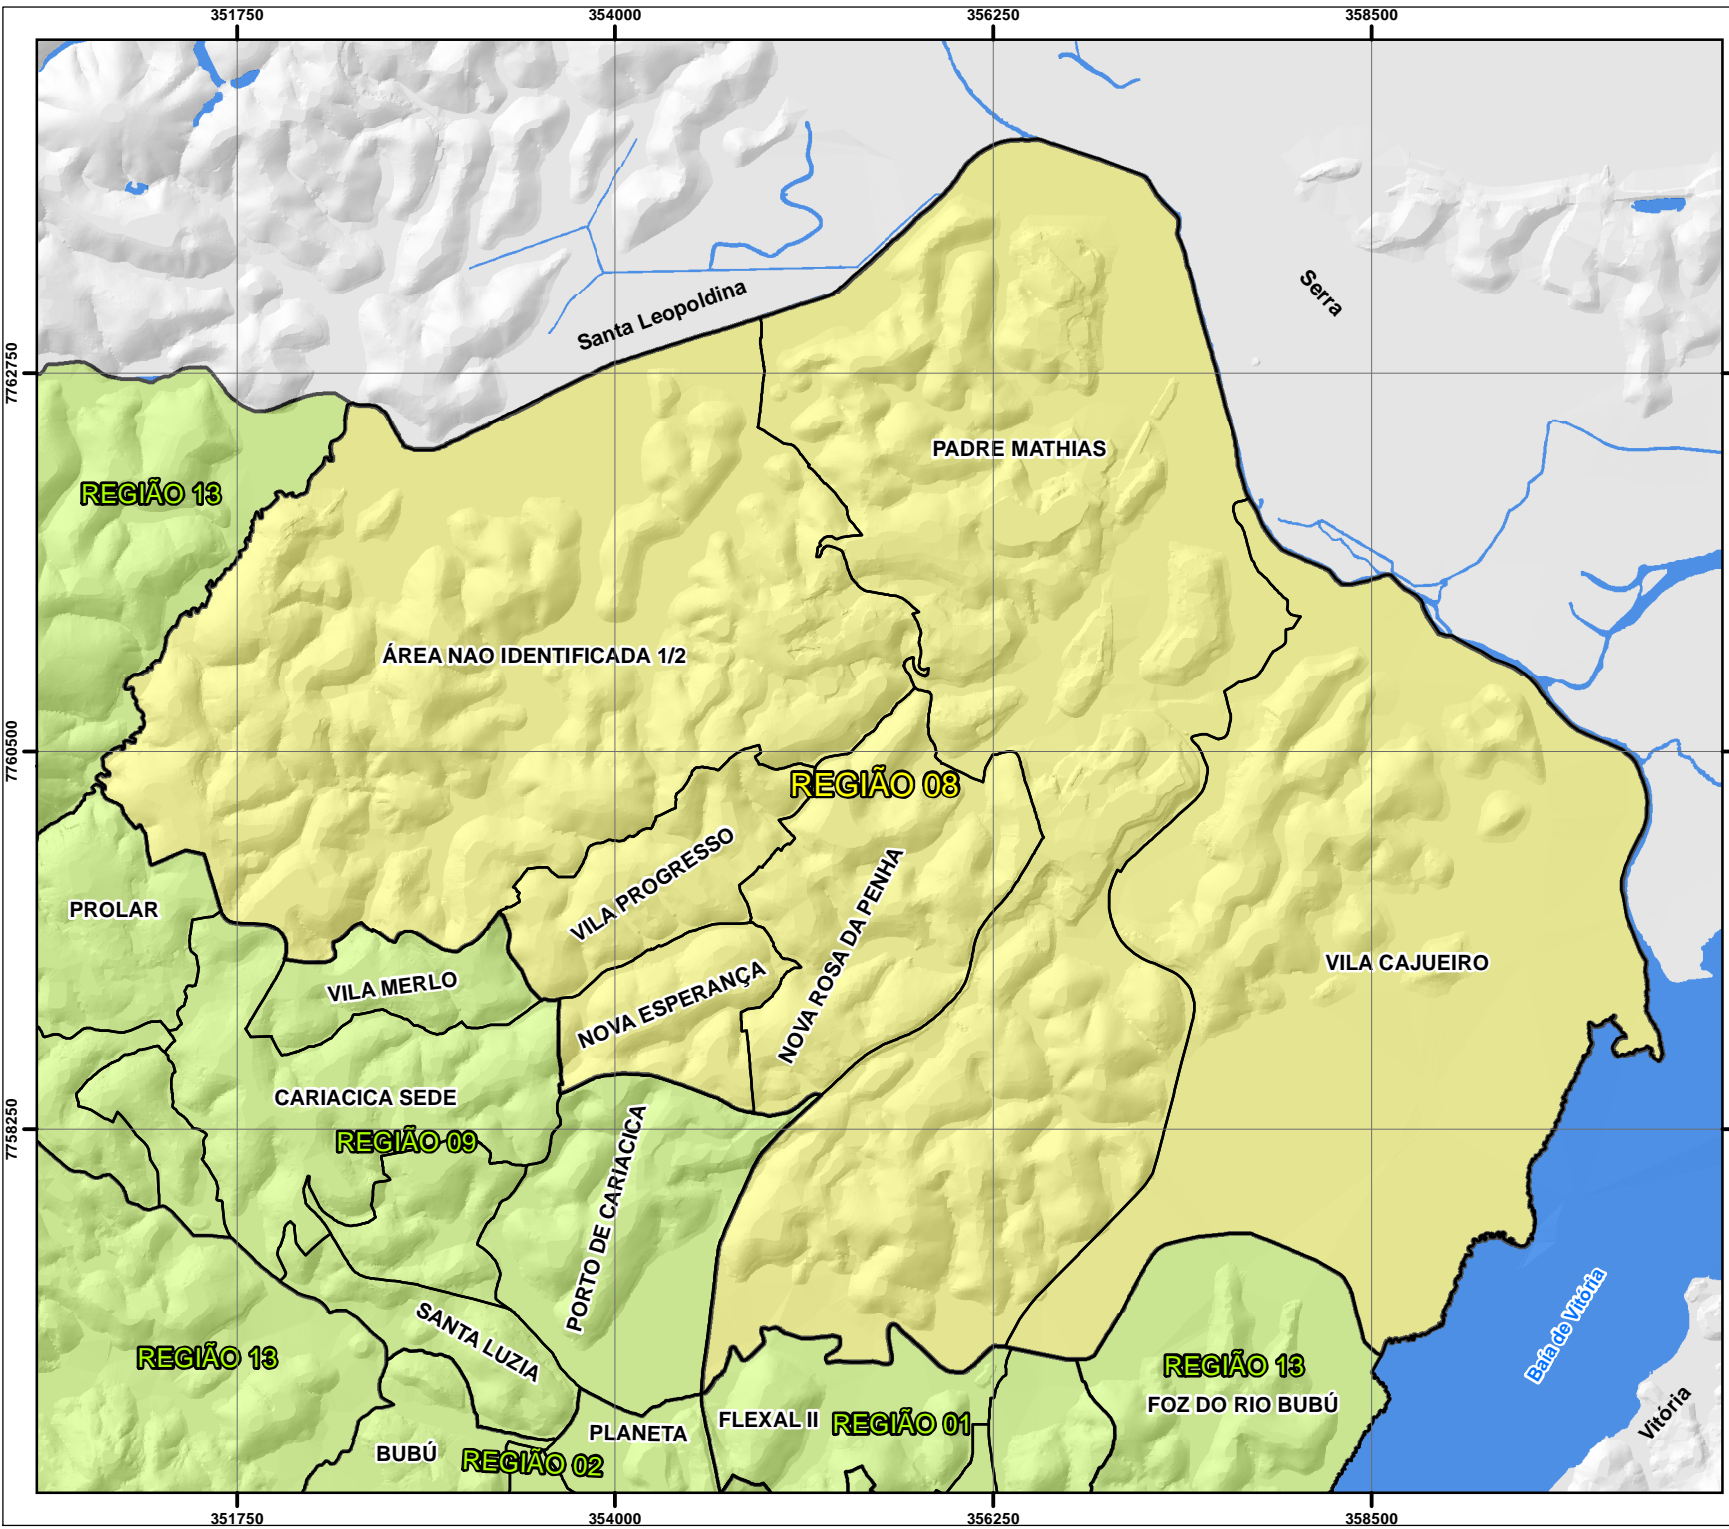 351750
354000
356250
358500
Santa Leopoldina
Serra
7762750
REGIÃO 13
PADRE MATHIAS
ÁREA NAO IDENTIFICADA 1/2
7760500
REGIÃO 08
VILA PROGRESSO
NOVA ROSA DA PENHA
PROLAR
VILA MERLO
NOVA ESPERANÇA
VILA CAJUEIRO
CARIACICA SEDE
7758250
REGIÃO 09
PORTO DE CARIACICA
SANTA LUZIA
REGIÃO 13
Baía de Vitória
REGIÃO 13
FOZ DO RIO BUBÚ
Vitória
FLEXAL II
REGIÃO 01
PLANETA
BUBÚ
REGIÃO 02
351750
354000
356250
358500